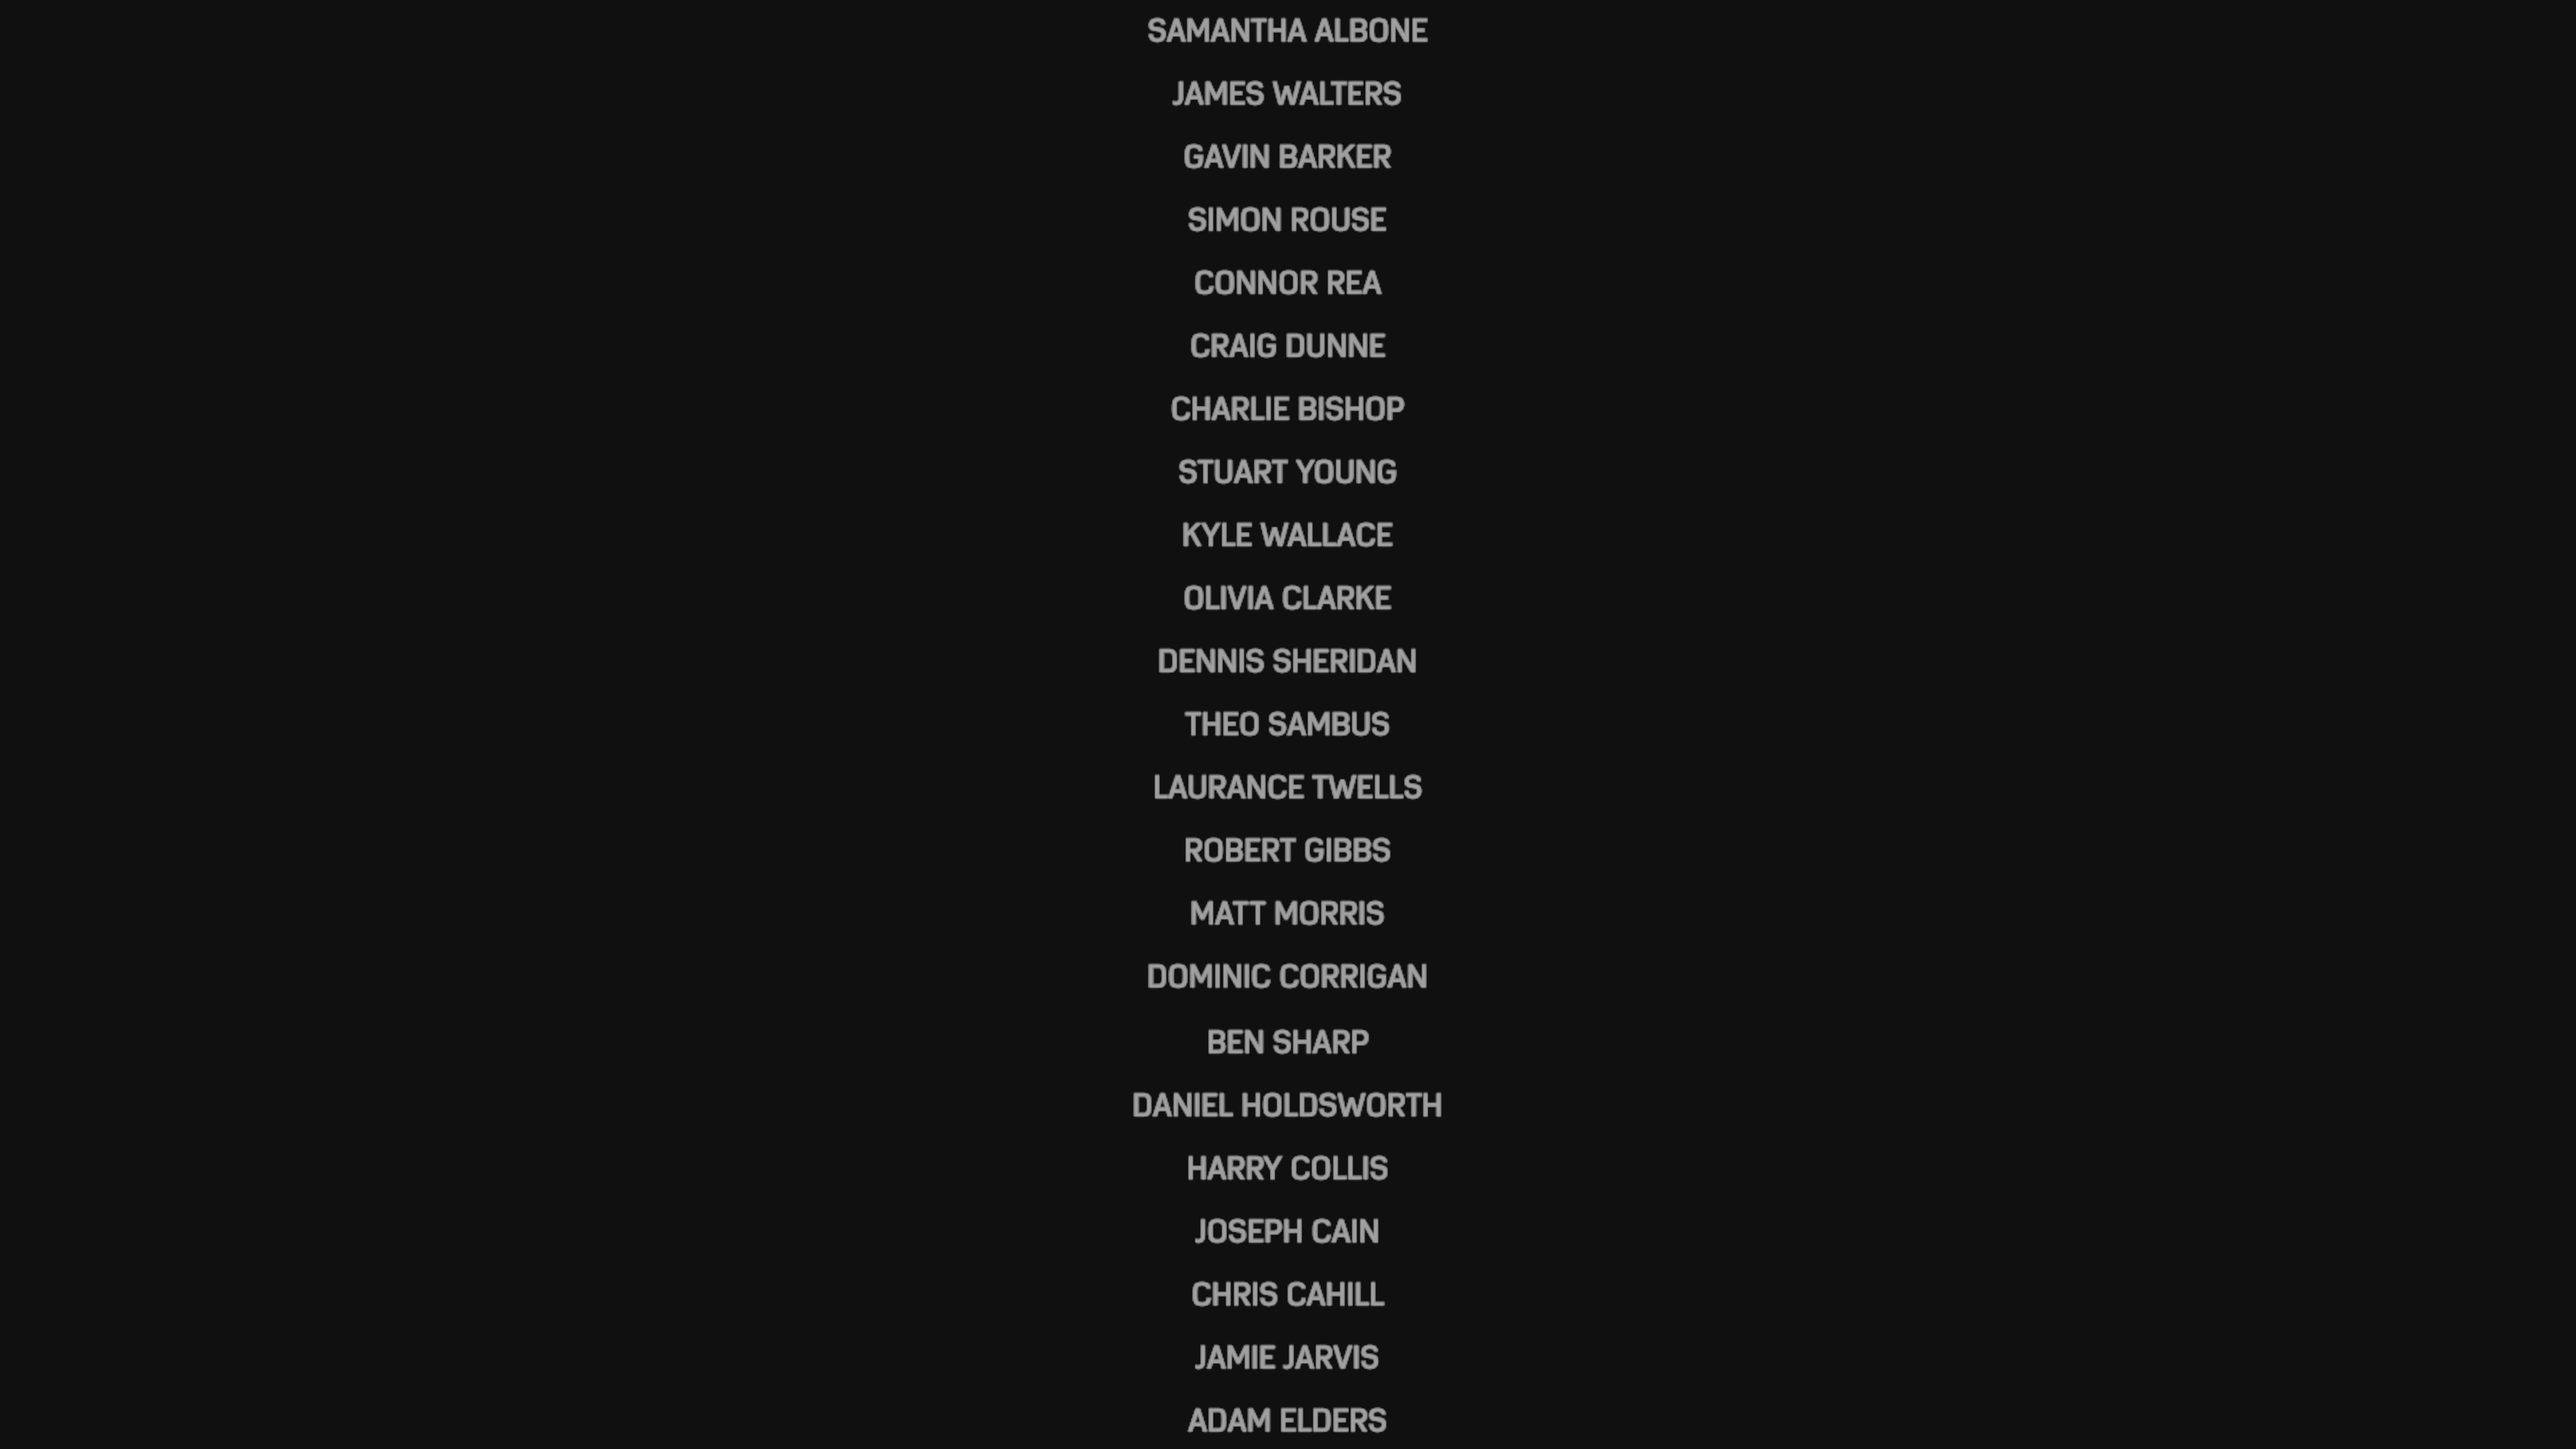 SAMANTHA ALBONE
JAMES WALTERS
GAVIN BARKER
SIMON ROUSE
CONNOR REA
CRAIG DUNNE
CHARLIE BISHOP
STUART YOUNG
KYLE WALLACE
OLIVIA CLARKE
DENNIS SHERIDAN
THEO SAMBUS
LAURANCE TWELLS
ROBERT GIBBS
MATT MORRIS
DOMINIC CORRIGAN
BEN SHARP
DANIEL HOLDSWORTH
HARRY COLLIS
JOSEPH CAIN
CHRIS CAHILL
JAMIE JARVIS
ADAM ELDERS